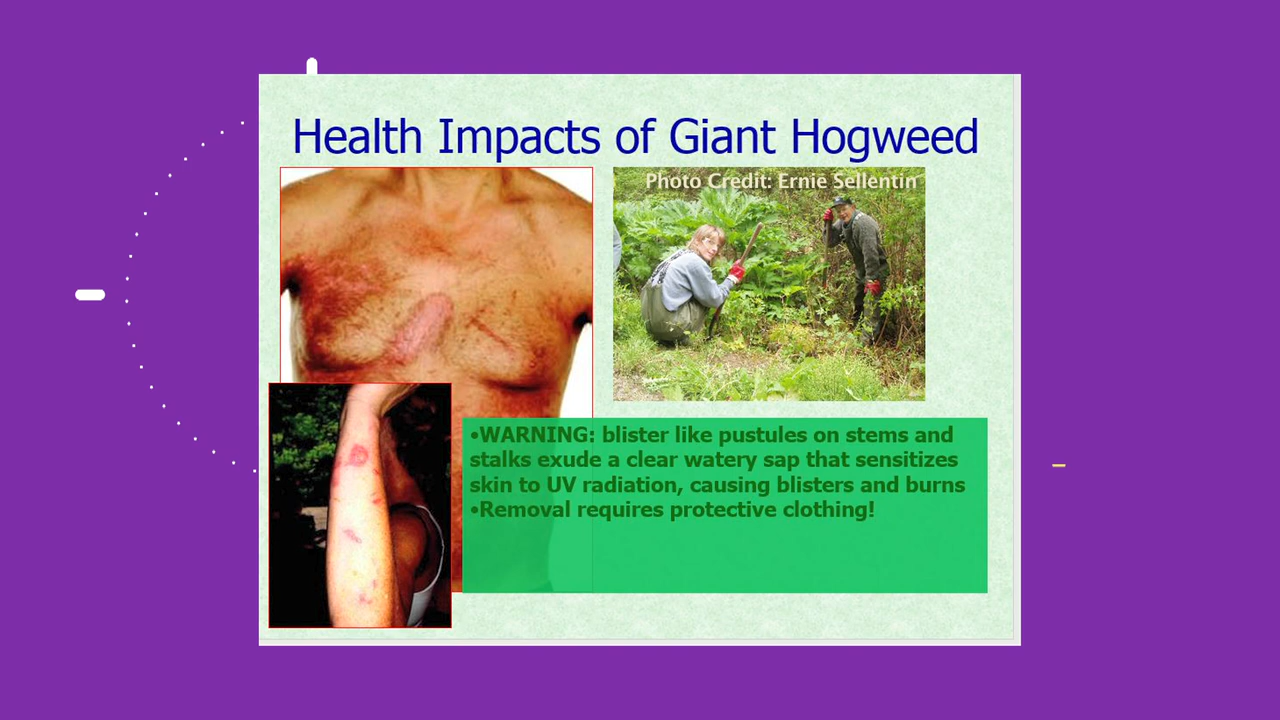 Health Impacts of Giant Hogweed
Photo Credit: Ernie Sellentin
•WARNING: blister like pustules on stems and
stalks exude a clear watery sap that sensitizes
skin to UV radiation, causing blisters and burns
•Removal requires protective clothing!